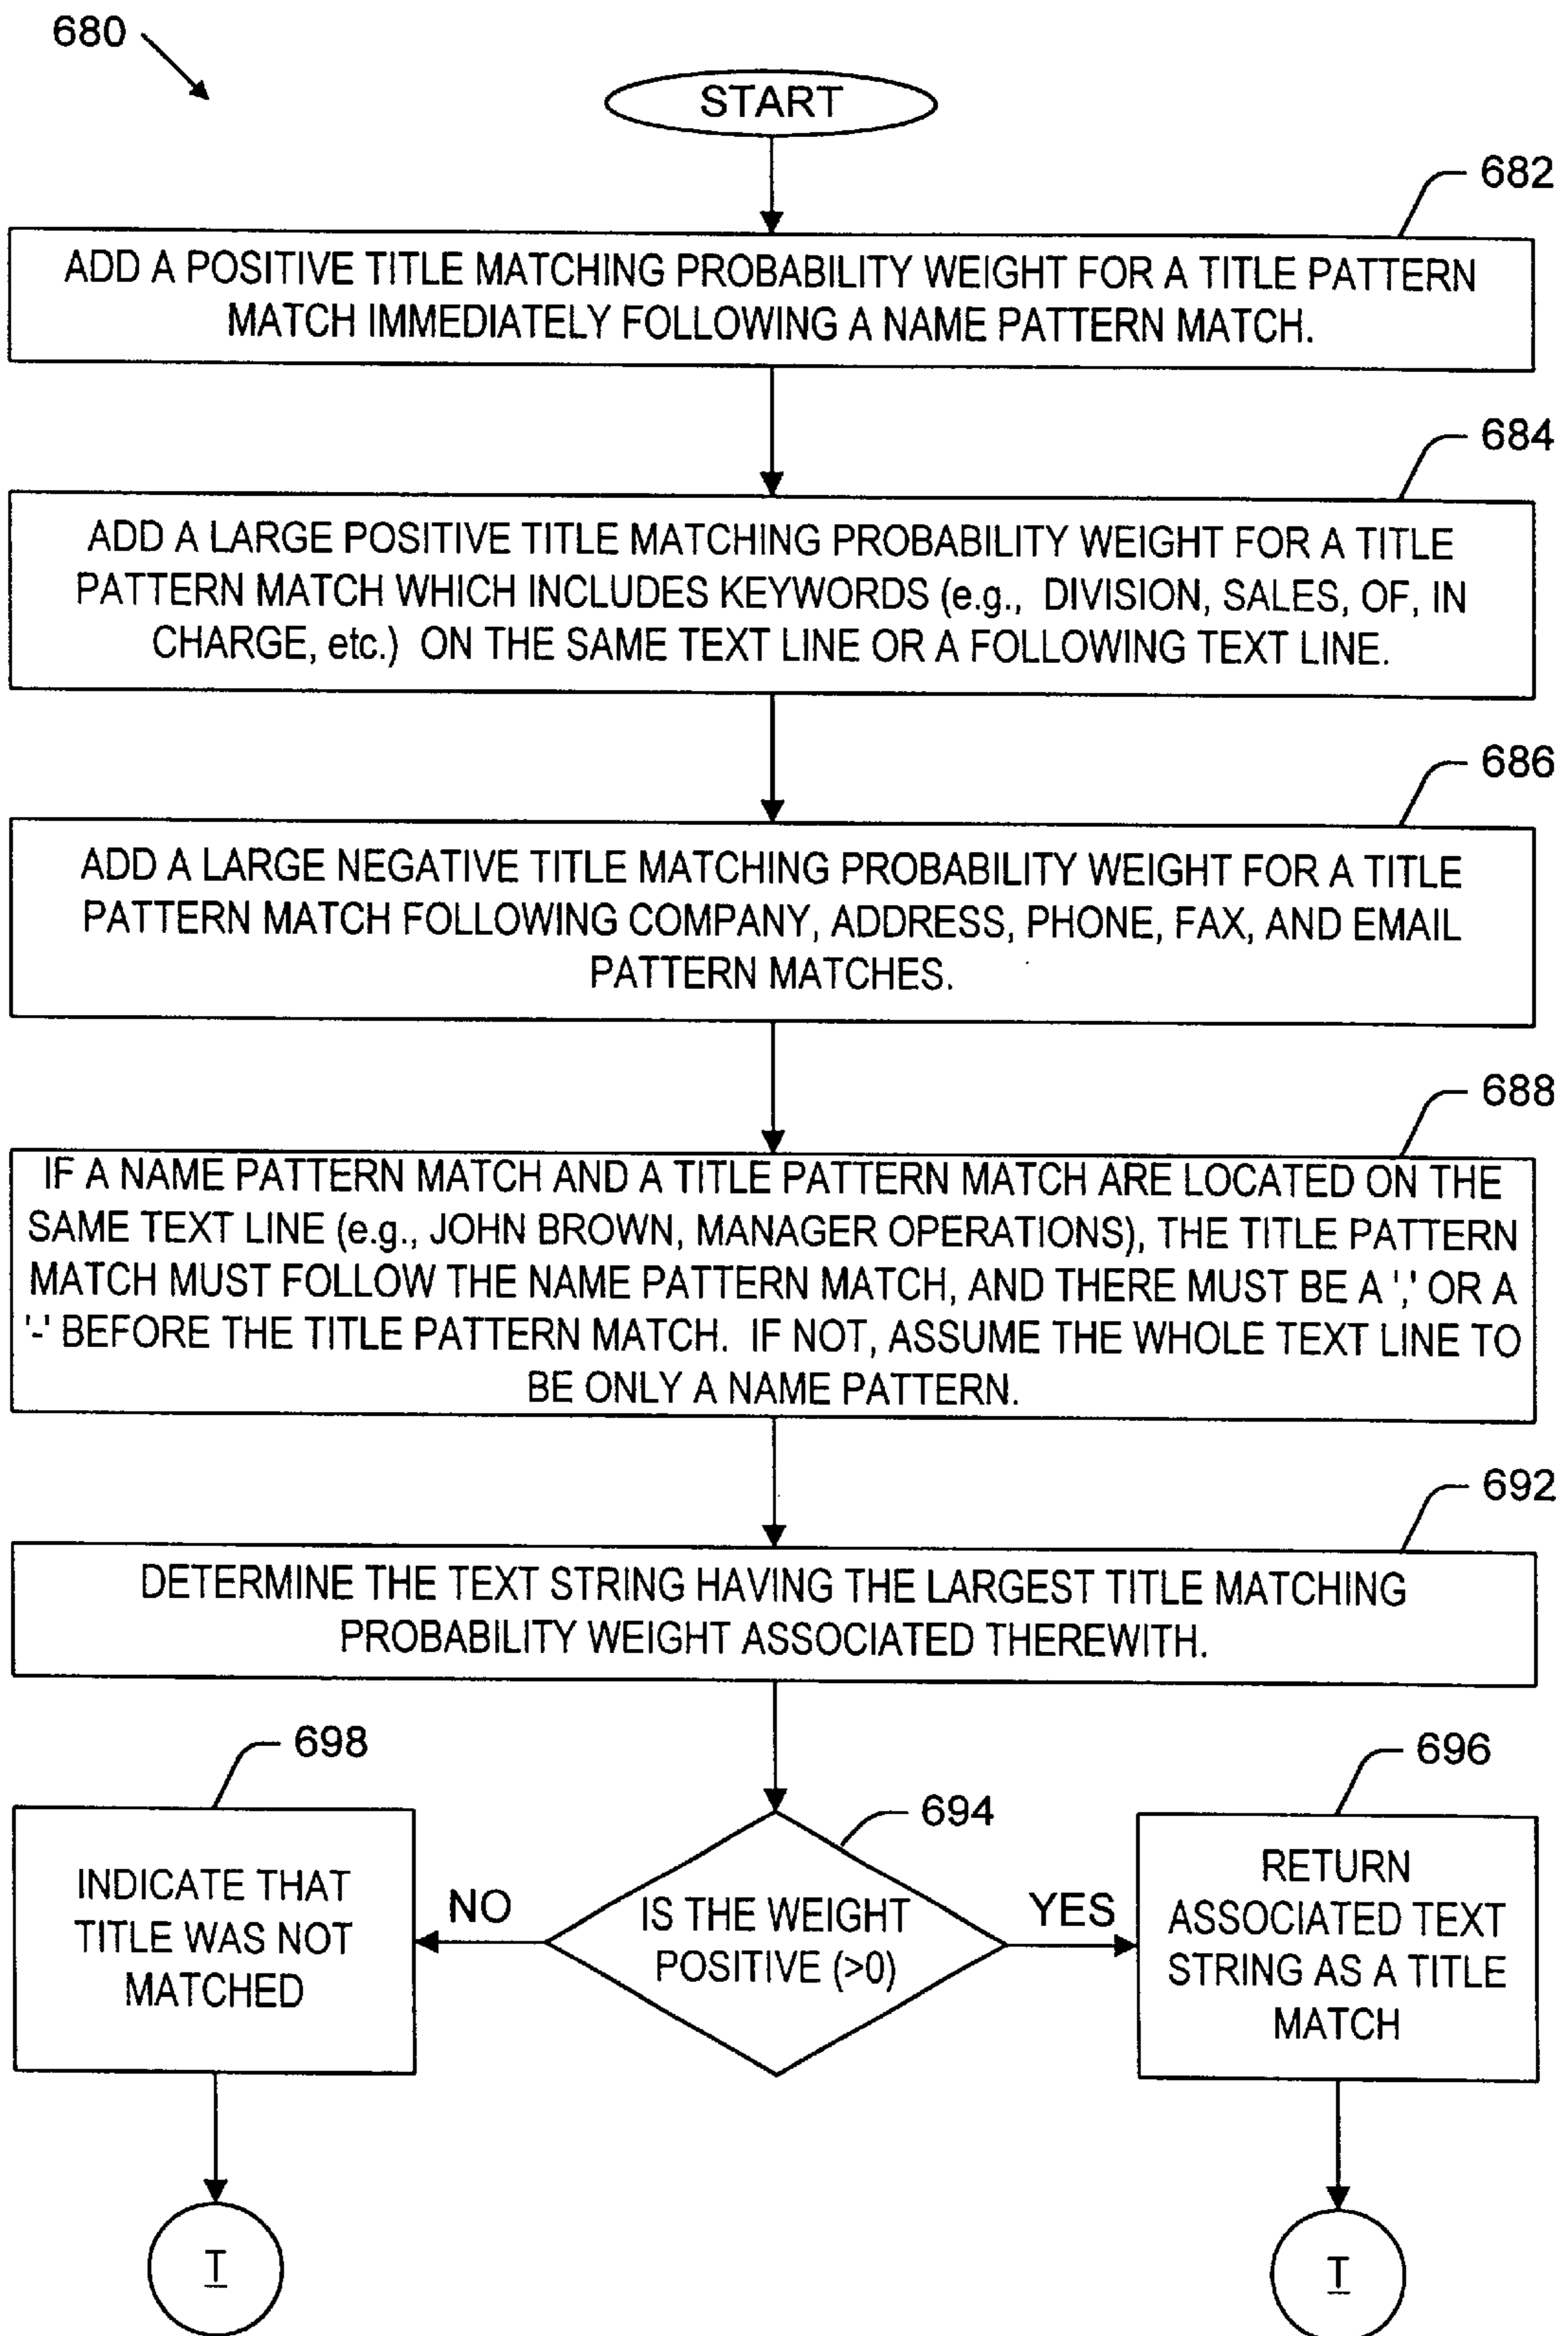 680
START
682
ADD A POSITIVE TITLE MATCHING PROBABILITY WEIGHT FOR A TITLE PATTERN
MATCH IMMEDIATELY FOLLOWING A NAME PATTERN MATCH.
684
ADD A LARGE POSITIVE TITLE MATCHING PROBABILITY WEIGHT FOR A TITLE
PATTERN MATCH WHICH INCLUDES KEYWORDS (e.g., DIVISION, SALES, OF, IN
CHARGE, etc.) ON THE SAME TEXT LINE OR A FOLLOWING TEXT LINE.
686
ADD A LARGE NEGATIVE TITLE MATCHING PROBABILITY WEIGHT FOR A TITLE
PATTERN MATCH FOLLOWING COMPANY, ADDRESS, PHONE, FAX, AND EMAIL
PATTERN MATCHES.
688
IF A NAME PATTERN MATCH AND A TITLE PATTERN MATCH ARE LOCATED ON THE
SAME TEXT LINE (e.g., JOHN BROWN, MANAGER OPERATIONS), THE TITLE PATTERN
MATCH MUST FOLLOW THE NAME PATTERN MATCH, AND THERE MUST BE A ',' OR A
'-' BEFORE THE TITLE PATTERN MATCH. IF NOT, ASSUME THE WHOLE TEXT LINE TO
BE ONLY A NAME PATTERN.
692
DETERMINE THE TEXT STRING HAVING THE LARGEST TITLE MATCHING
PROBABILITY WEIGHT ASSOCIATED THEREWITH.
698
INDICATE THAT
TITLE WAS NOT
MATCHED
NO
694
IS THE WEIGHT
POSITIVE (>0)
YES
696
RETURN
ASSOCIATED TEXT
STRING AS A TITLE
MATCH
T
T